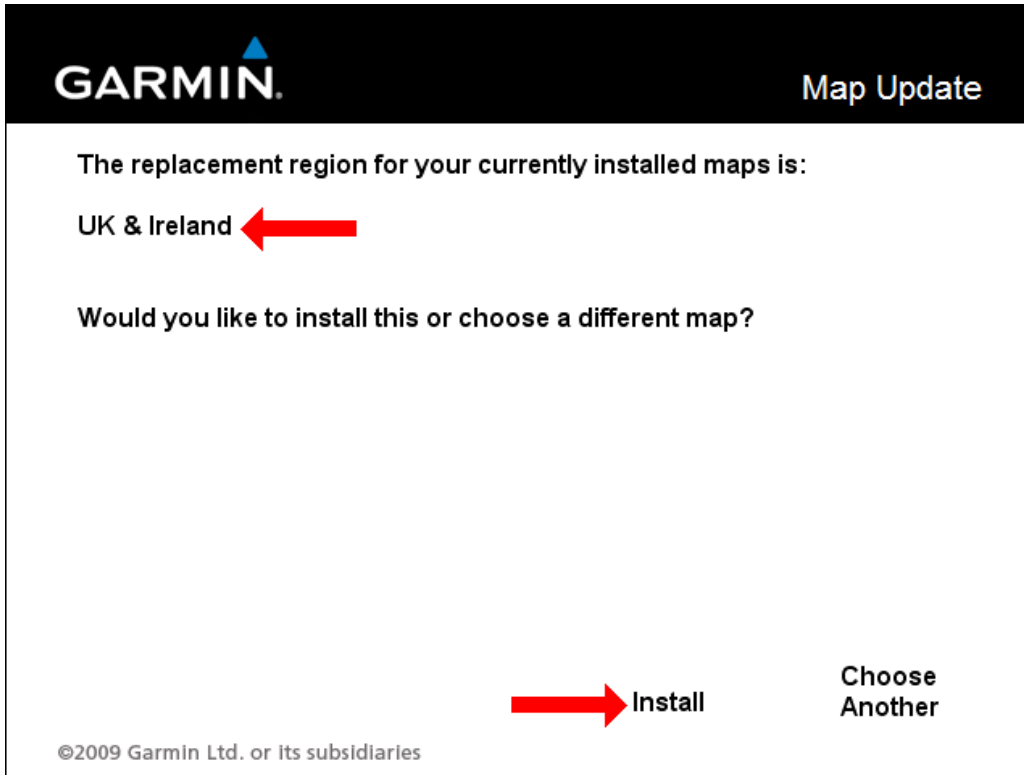 GARMIN.
Map Update
The replacement region for your currently installed maps is:
UK & Ireland
Would you like to install this or choose a different map?
Install
Choose
Another
©2009 Garmin Ltd. or its subsidiaries